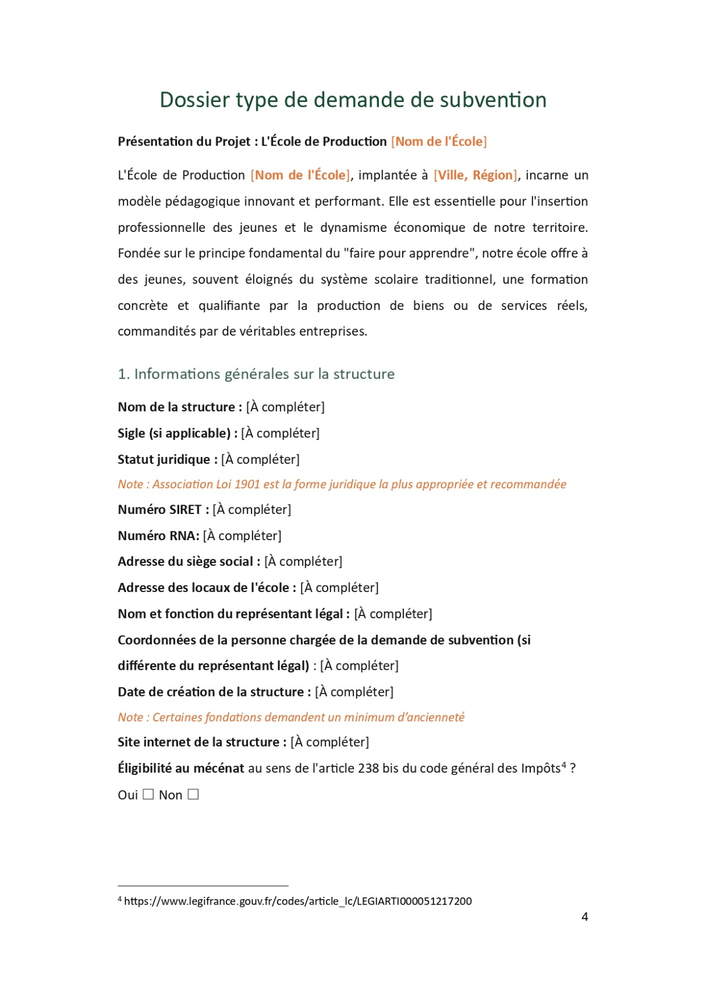 Dossier type de demande de subvention
Présentation du Projet : L'École de Production [Nom de l'École]
L'École de Production [Nom de l'École], implantée à [Ville, Région], incarne un
modèle pédagogique innovant et performant. Elle est essentielle pour l'insertion
professionnelle des jeunes et le dynamisme économique de notre territoire.
Fondée sur le principe fondamental du "faire pour apprendre", notre école offre à
des jeunes, souvent éloignés du système scolaire traditionnel, une formation
concrète et qualifiante par la production de biens ou de services réels,
commandités par de véritables entreprises.
1. Informations générales sur la structure
Nom de la structure : [À compléter]
Sigle (si applicable) : [À compléter]
Statut juridique : [À compléter]
Note : Association Loi 1901 est la forme juridique la plus appropriée et recommandée
Numéro SIRET : [À compléter]
Numéro RNA: [À compléter]
Adresse du siège social : [À compléter]
Adresse des locaux de l'école : [À compléter]
Nom et fonction du représentant légal : [À compléter]
Coordonnées de la personne chargée de la demande de subvention (si
différente du représentant légal) : [À compléter]
Date de création de la structure : [À compléter]
Note : Certaines fondations demandent un minimum d’ancienneté
Site internet de la structure : [À compléter]
Éligibilité au mécénat au sens de l'article 238 bis du code général des Impôts⁴ ?
Oui ☐ Non ☐
⁴ https://www.legifrance.gouv.fr/codes/article_lc/LEGIARTI000051217200
4